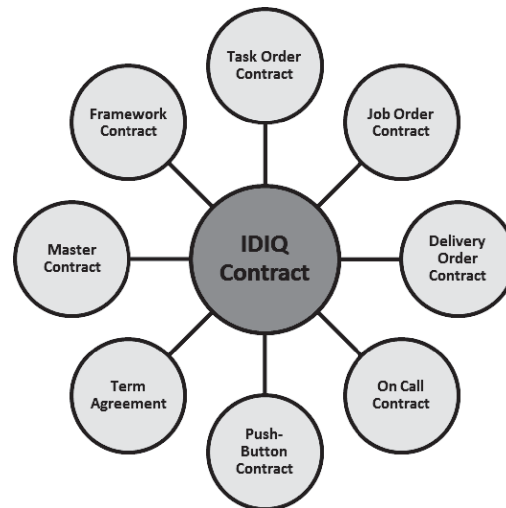 Task Order
Contract
Framework
Contract
Job Order
Contract
IDIQ
Contract
Master
Contract
Delivery
Order
Contract
Term
Agreement
On Call
Contract
Push-
Button
Contract